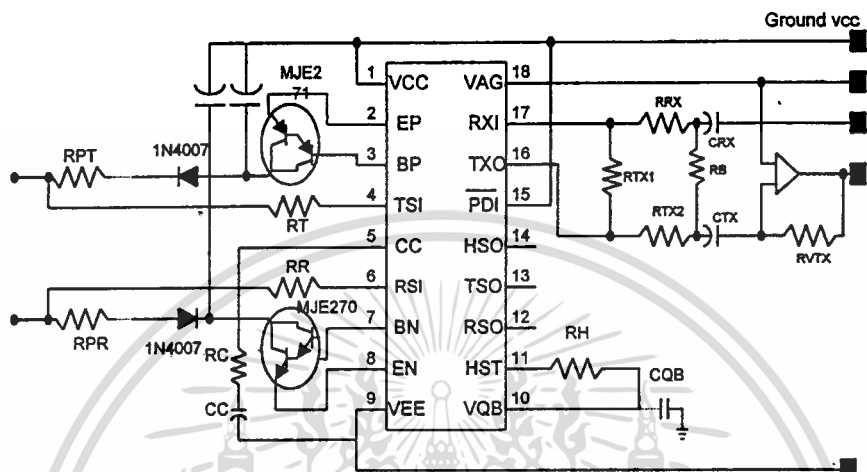 Ground vcc
MJE2
71
1 VCC VAG 18
2 EP RXI 17
3 BP TXO 16
4 TSI PDI 15
5 CC HSO 14
6 RSI TSO 13
7 BN RSO 12
8 EN HST 11
9 VEE VQB 10
RPT
1N4007
RT
RR
MJE270
RPR
1N4007
RC
CC
RRX
CRX
RTX1
RB
RTX2
CTX
RVTX
RH
CQB